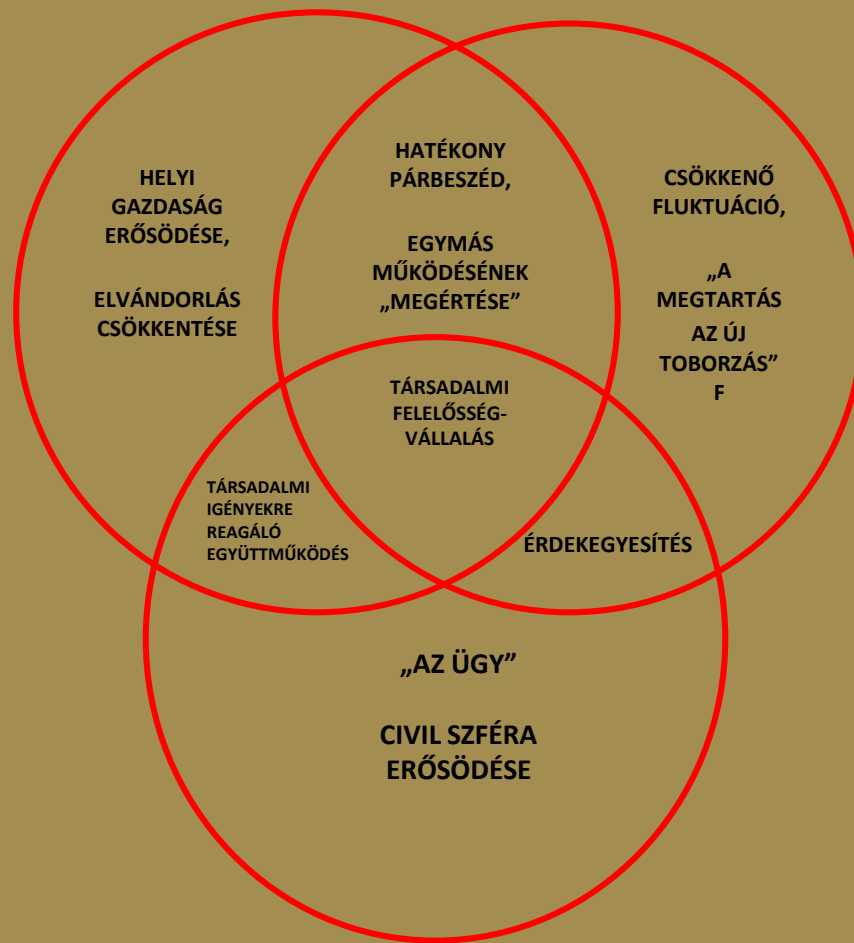 HELYI
GAZDASÁG
ERŐSÖDÉSE,
ELVÁNDORLÁS
CSÖKKENTÉSE
HATÉKONY
PÁRBESZÉD,
EGYMÁS
MŰKÖDÉSÉNEK
„MEGÉRTÉSE”
CSÖKKENŐ
FLUKTUÁCIÓ,
„A
MEGTARTÁS
AZ ÚJ
TOBORZÁS”
F
TÁRSADALMI
FELELŐSSÉG-
VÁLLALÁS
TÁRSADALMI
IGÉNYEKRE
REAGÁLÓ
EGYÜTTMŰKÖDÉS
ÉRDEKEGYESÍTÉS
„AZ ÜGY”
CIVIL SZFÉRA
ERŐSÖDÉSE